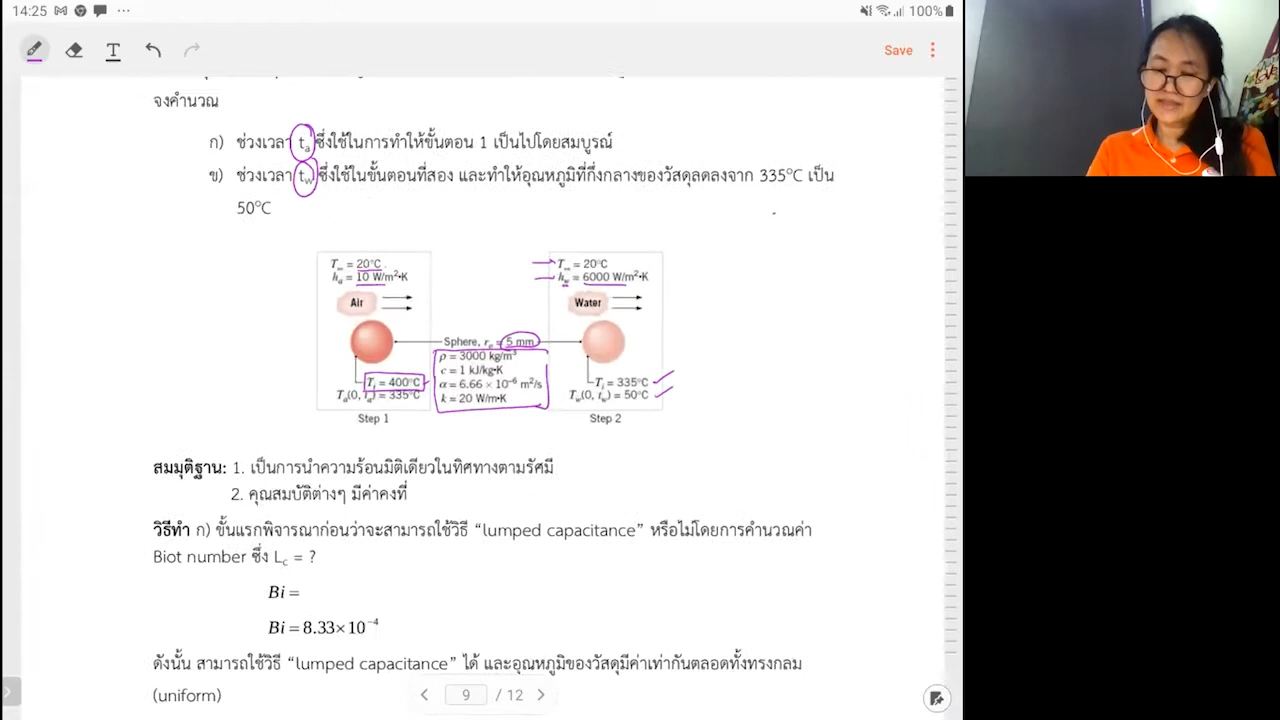 14:25 100%
T Save
จงคำนวณ
ก) ช่วงเวลา ta ซึ่งใช้ในการทำให้ขั้นตอน 1 เป็นไปโดยสมบูรณ์
ข) ช่วงเวลา tw ซึ่งใช้ในขั้นตอนที่สอง และทำให้อุณหภูมิที่กึ่งกลางของวัสดุลดลงจาก 335°C เป็น
50°C
T∞ = 20°C
ha = 10 W/m²•K
Air
T∞ = 20°C
hw = 6000 W/m²•K
Water
Sphere, ro = 5 mm
ρ = 3000 kg/m³
c = 1 kJ/kg•K
α = 6.66 × 10⁻⁶ m²/s
k = 20 W/m•K
Ti = 400°C
Ta(0, ta) = 335°C
Step 1
Ti = 335°C
Tw(0, tw) = 50°C
Step 2
สมมุติฐาน: 1. เป็นการนำความร้อนมิติเดียวในทิศทางตามรัศมี
2. คุณสมบัติต่างๆ มีค่าคงที่
วิธีทำ ก) ขั้นแรกพิจารณาก่อนว่าจะสามารถใช้วิธี “lumped capacitance” หรือไม่โดยการคำนวณค่า
Biot number ซึ่ง Lc = ?
Bi =
Bi = 8.33×10⁻⁴
ดังนั้น สามารถใช้วิธี “lumped capacitance” ได้ และอุณหภูมิของวัสดุมีค่าเท่ากันตลอดทั้งทรงกลม
(uniform)
9 / 12